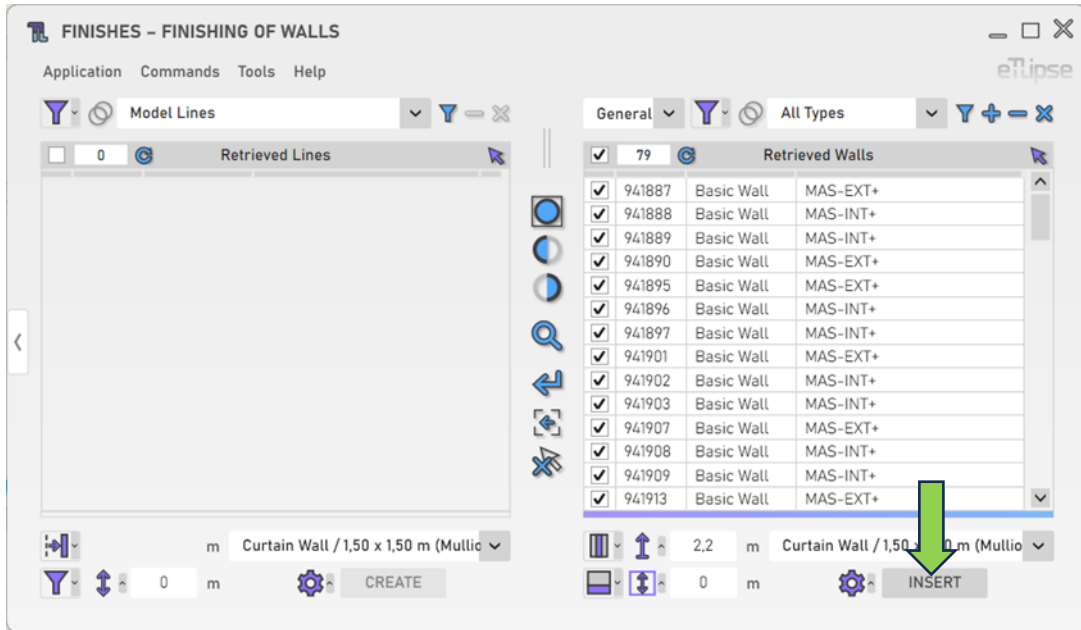 FINISHES – FINISHING OF WALLS
Application Commands Tools Help
eTLipse
Model Lines
General All Types
0 Retrieved Lines
79 Retrieved Walls
941887 Basic Wall MAS-EXT+
941888 Basic Wall MAS-INT+
941889 Basic Wall MAS-INT+
941890 Basic Wall MAS-EXT+
941895 Basic Wall MAS-EXT+
941896 Basic Wall MAS-INT+
941897 Basic Wall MAS-INT+
941901 Basic Wall MAS-EXT+
941902 Basic Wall MAS-INT+
941903 Basic Wall MAS-INT+
941907 Basic Wall MAS-EXT+
941908 Basic Wall MAS-INT+
941909 Basic Wall MAS-INT+
941913 Basic Wall MAS-EXT+
m Curtain Wall / 1,50 x 1,50 m (Mullic
0 m CREATE
2,2 m Curtain Wall / 1,50 m (Mullio
0 m INSERT